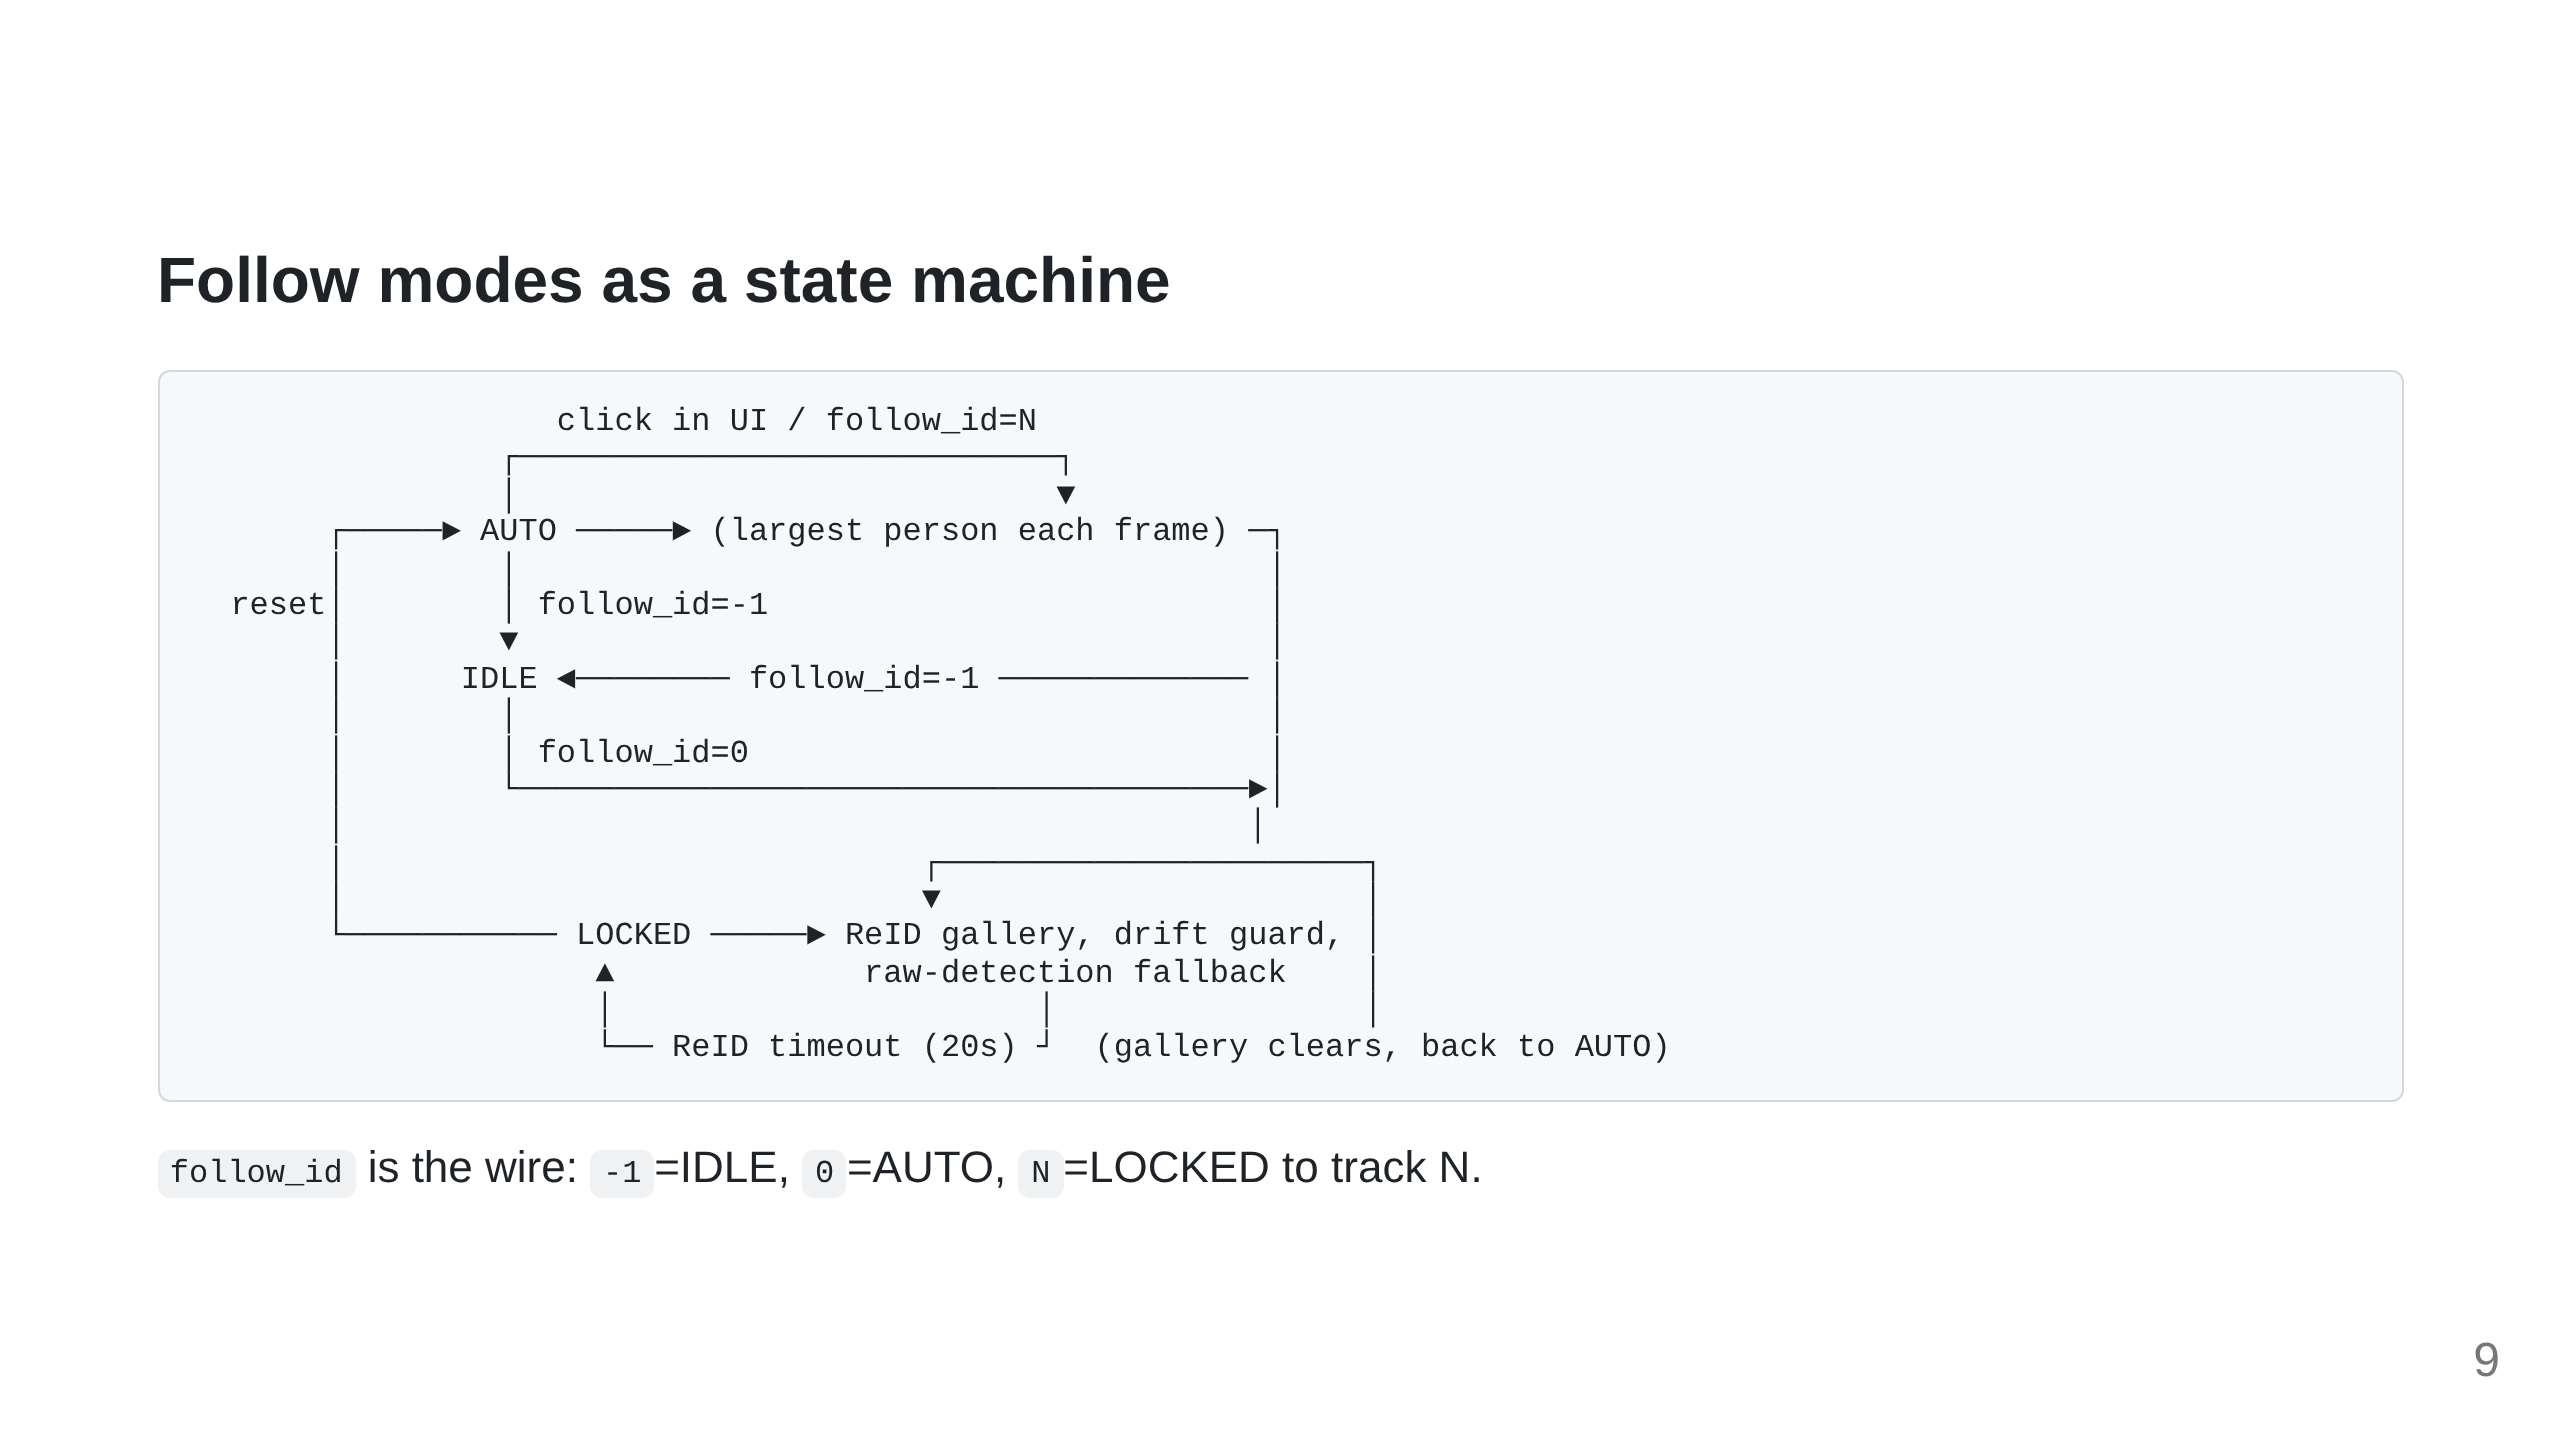 Follow modes as a state machine
click in UI / follow_id=N
AUTO (largest person each frame)
reset follow_id=-1
IDLE follow_id=-1
follow_id=0
LOCKED ReID gallery, drift guard,
raw-detection fallback
ReID timeout (20s) (gallery clears, back to AUTO)
follow_id is the wire: -1=IDLE, 0=AUTO, N=LOCKED to track N.
9